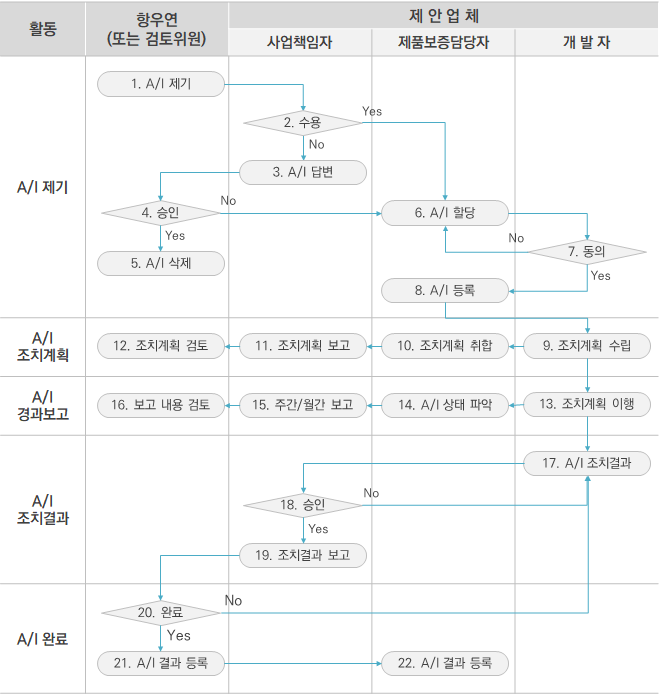 활동
항우연
(또는 검토위원)
제 안 업 체
사업책임자
제품보증담당자
개 발 자
A/I 제기
1. A/I 제기
2. 수용
Yes
No
3. A/I 답변
4. 승인
No
Yes
5. A/I 삭제
6. A/I 할당
7. 동의
No
Yes
8. A/I 등록
A/I
조치계획
12. 조치계획 검토
11. 조치계획 보고
10. 조치계획 취합
9. 조치계획 수립
A/I
경과보고
16. 보고 내용 검토
15. 주간/월간 보고
14. A/I 상태 파악
13. 조치계획 이행
A/I
조치결과
17. A/I 조치결과
18. 승인
No
Yes
19. 조치결과 보고
A/I 완료
20. 완료
No
Yes
21. A/I 결과 등록
22. A/I 결과 등록